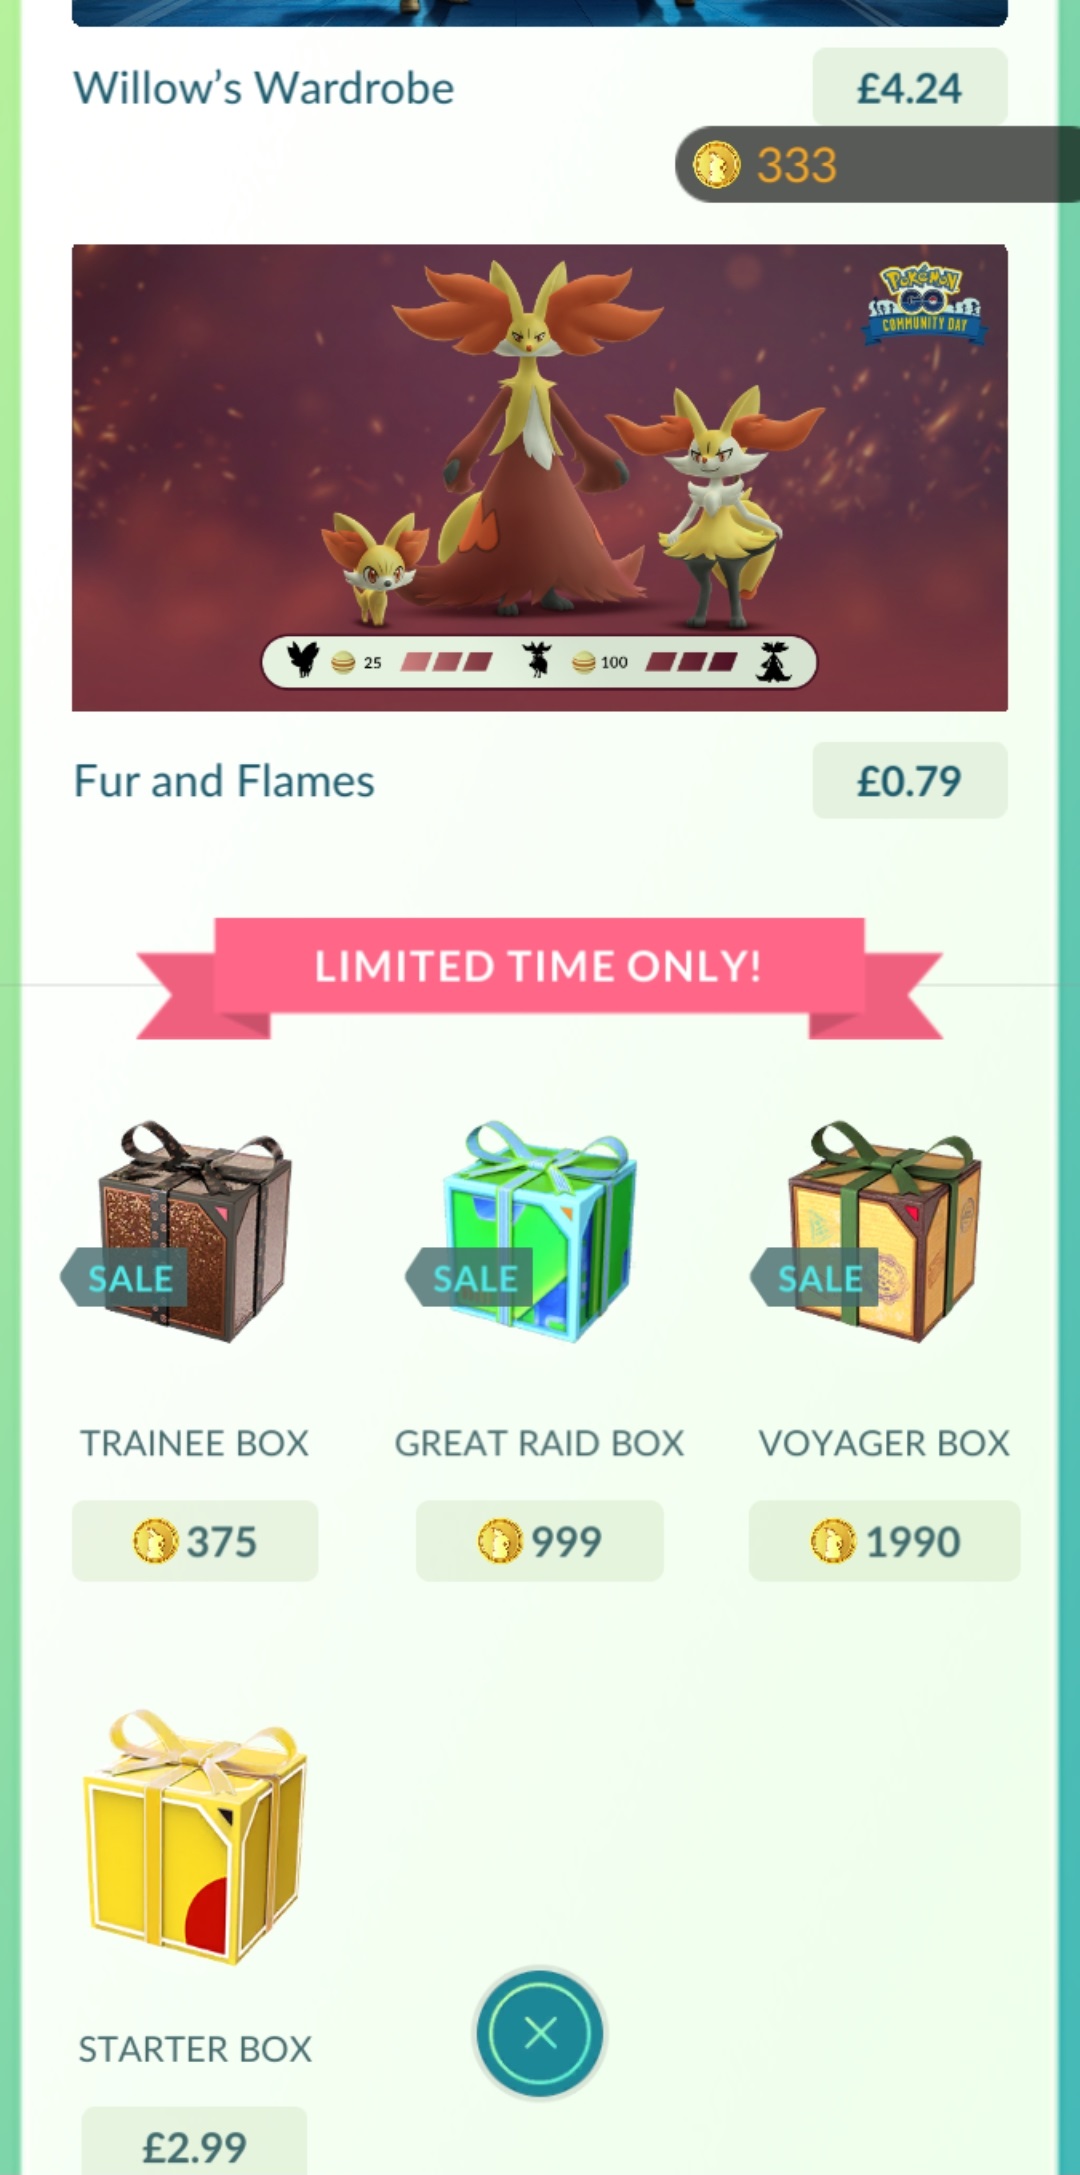 Willow’s Wardrobe
£4.24
333
POKÉMON
GO
COMMUNITY DAY
25
100
Fur and Flames
£0.79
LIMITED TIME ONLY!
SALE
SALE
SALE
TRAINEE BOX
GREAT RAID BOX
VOYAGER BOX
375
999
1990
STARTER BOX
£2.99